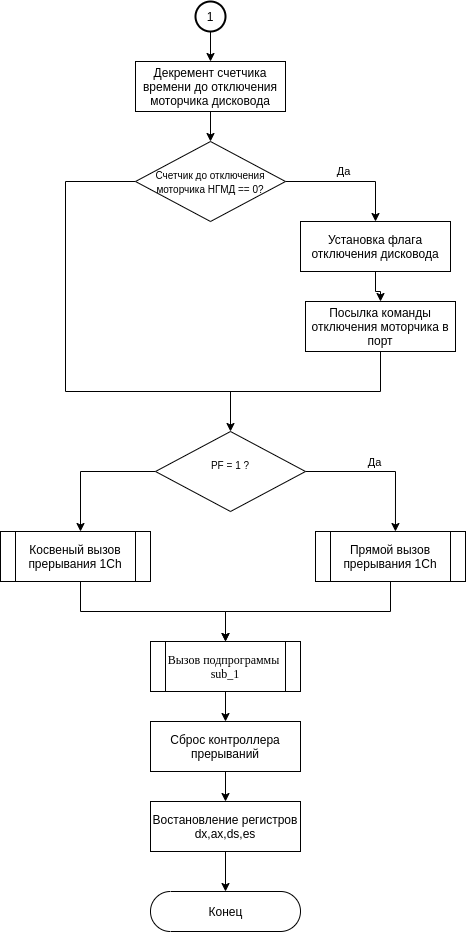 1
Декремент счетчика
времени до отключения
моторчика дисковода
Счетчик до отключения
моторчика НГМД == 0?
Да
Установка флага
отключения дисковода
Посылка команды
отключения моторчика в
порт
PF = 1 ?
Да
Косвеный вызов
прерывания 1Ch
Прямой вызов
прерывания 1Ch
Вызов подпрограммы
sub_1
Сброс контроллера
прерываний
Востановление регистров
dx,ax,ds,es
Конец